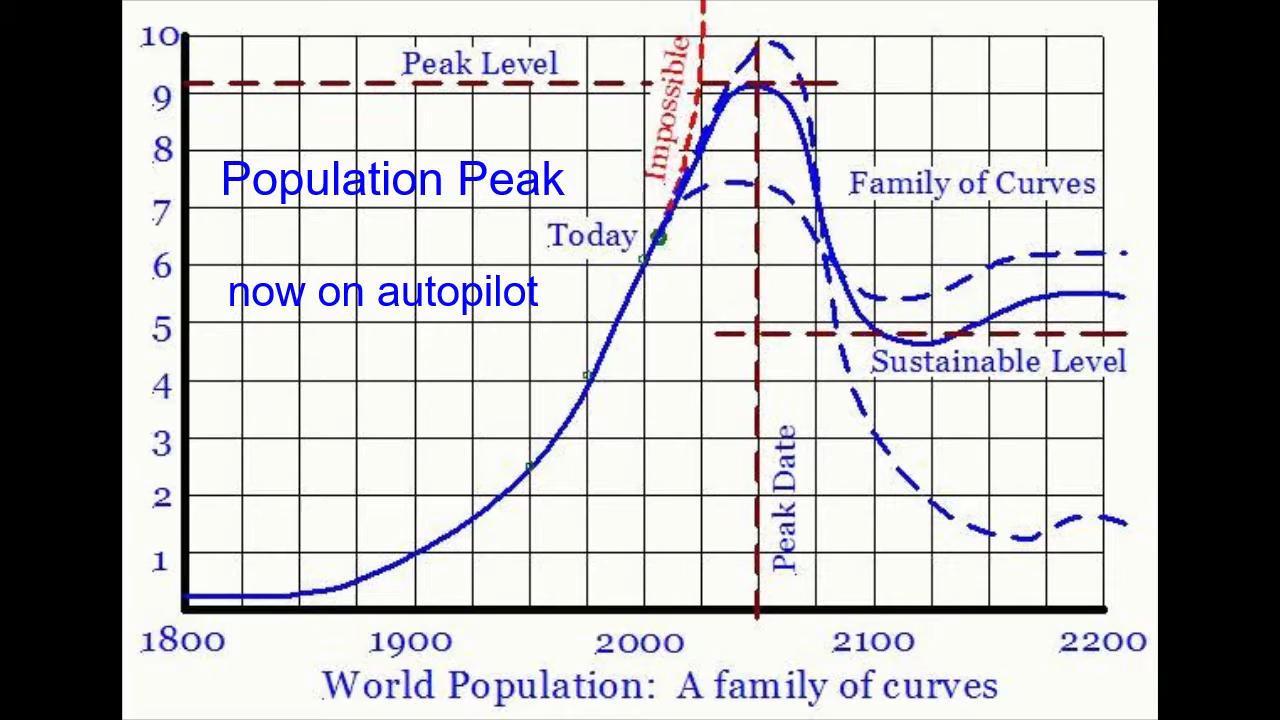 10
Peak Level
Impossible
9
8
Population Peak
Family of Curves
7
Today
6
now on autopilot
5
Sustainable Level
4
3
Peak Date
2
1
1800 1900 2000 2100 2200
World Population: A family of curves